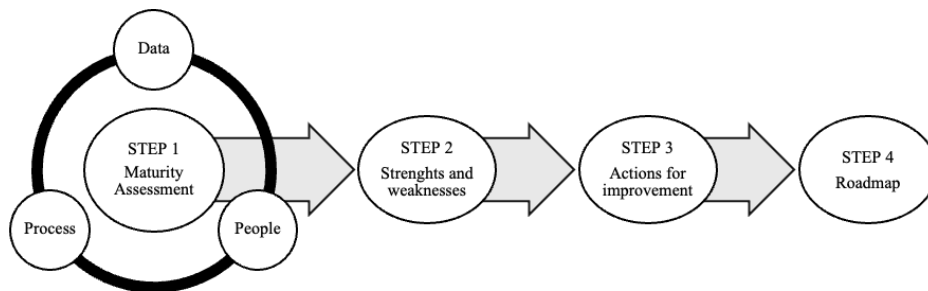 Data
STEP 1
Maturity
Assessment
Process
People
STEP 2
Strenghts and
weaknesses
STEP 3
Actions for
improvement
STEP 4
Roadmap